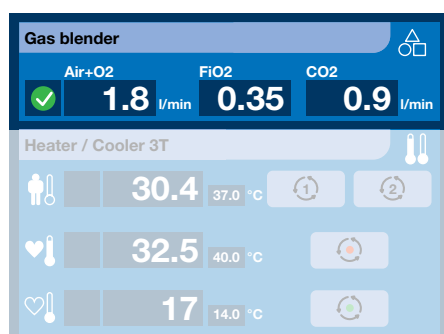 Gas blender
Air+O2 FiO2 CO2
1.8 l/min 0.35 0.9 l/min
Heater / Cooler 3T
30.4 37.0 °C 1 2
32.5 40.0 °C
17 14.0 °C